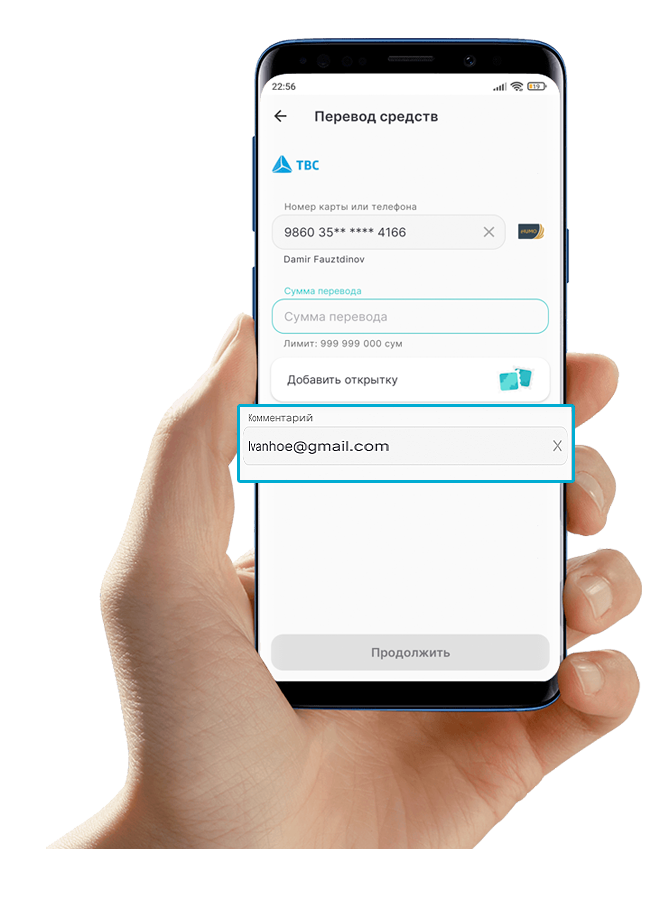 22:56
19
Перевод средств
TBC
Номер карты или телефона
9860 35** **** 4166
HUMO
Damir Fauztdinov
Сумма перевода
Сумма перевода
Лимит: 999 999 000 сум
Добавить открытку
Комментарий
Ivanhoe@gmail.com
X
Продолжить